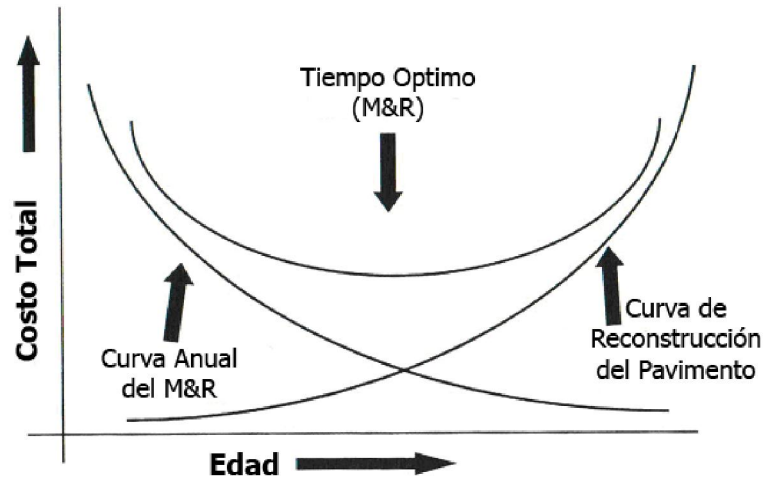 Tiempo Optimo
(M&R)
Costo Total
Curva Anual
del M&R
Curva de
Reconstrucción
del Pavimento
Edad